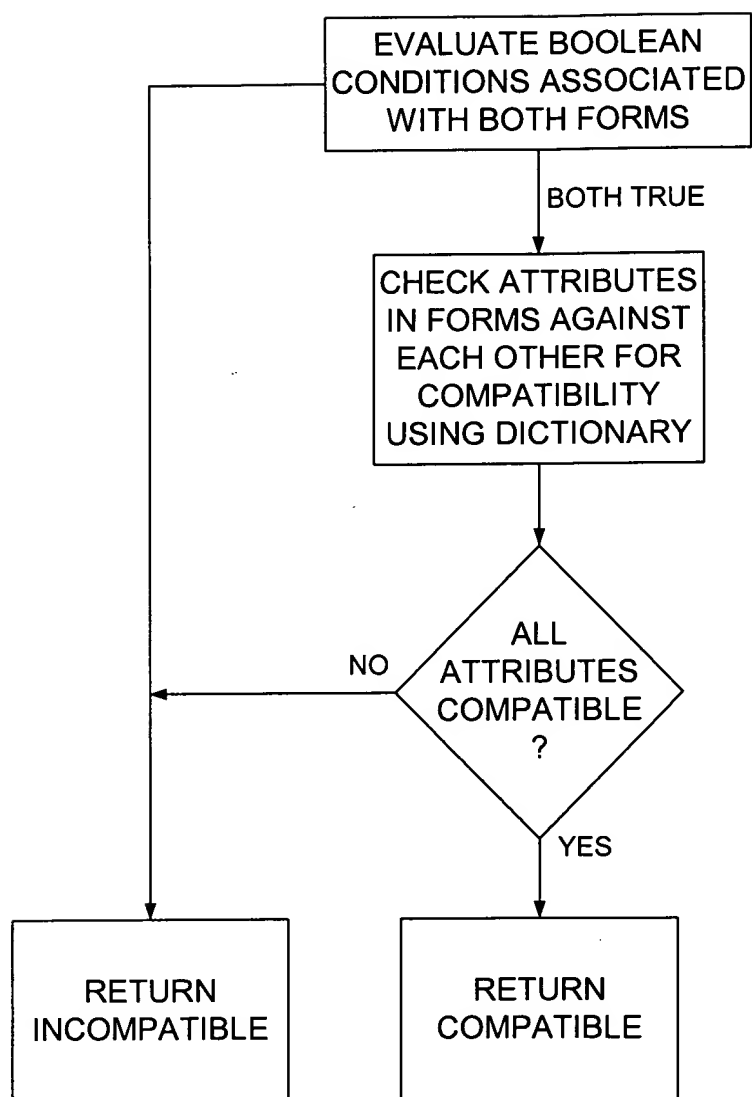 EVALUATE BOOLEAN
CONDITIONS ASSOCIATED
WITH BOTH FORMS
BOTH TRUE
CHECK ATTRIBUTES
IN FORMS AGAINST
EACH OTHER FOR
COMPATIBILITY
USING DICTIONARY
ALL
ATTRIBUTES
COMPATIBLE
?
NO
YES
RETURN
INCOMPATIBLE
RETURN
COMPATIBLE